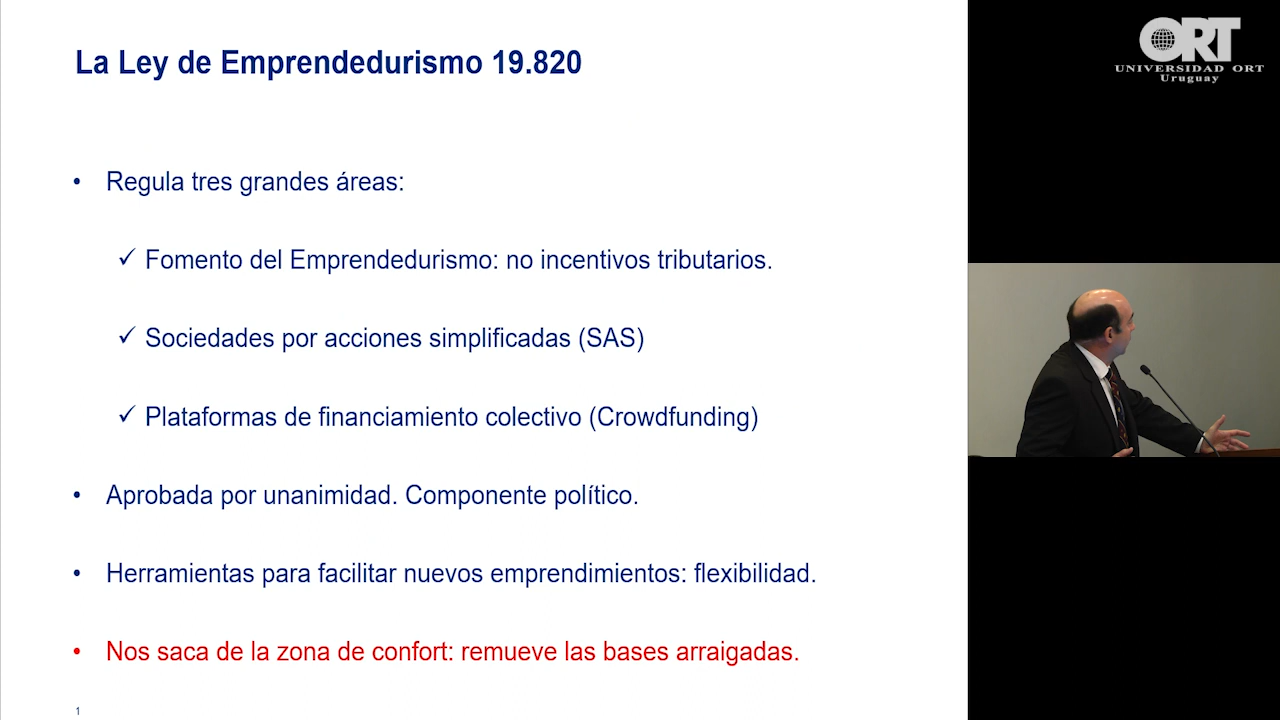 La Ley de Emprendedurismo 19.820
• Regula tres grandes áreas:
✓ Fomento del Emprendedurismo: no incentivos tributarios.
✓ Sociedades por acciones simplificadas (SAS)
✓ Plataformas de financiamiento colectivo (Crowdfunding)
• Aprobada por unanimidad. Componente político.
• Herramientas para facilitar nuevos emprendimientos: flexibilidad.
• Nos saca de la zona de confort: remueve las bases arraigadas.
1
ORT
UNIVERSIDAD ORT
Uruguay